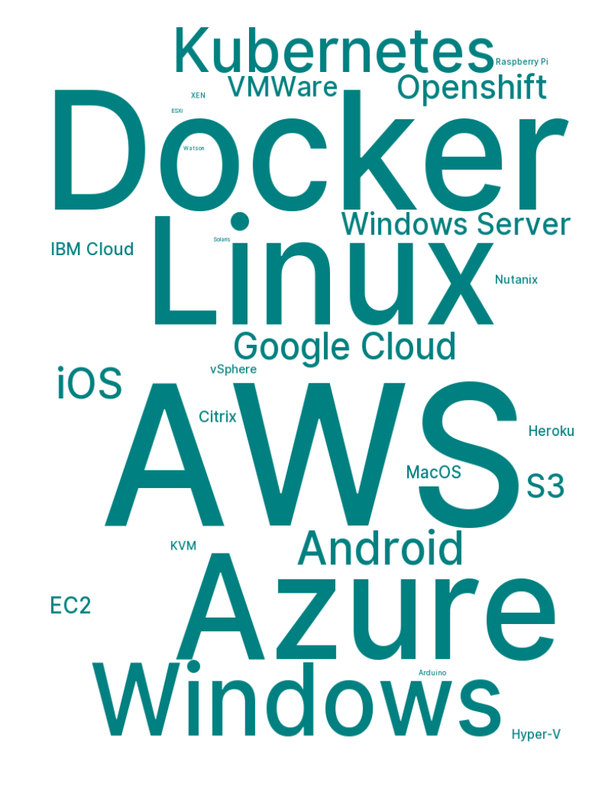 Kubernetes
Raspberry Pi
VMWare
Openshift
XEN
ESXi
Docker
Watson
Windows Server
Linux
Solaris
IBM Cloud
Nutanix
Google Cloud
vSphere
iOS
AWS
Citrix
Heroku
MacOS
S3
Android
KVM
Azure
EC2
Windows
Arduino
Hyper-V